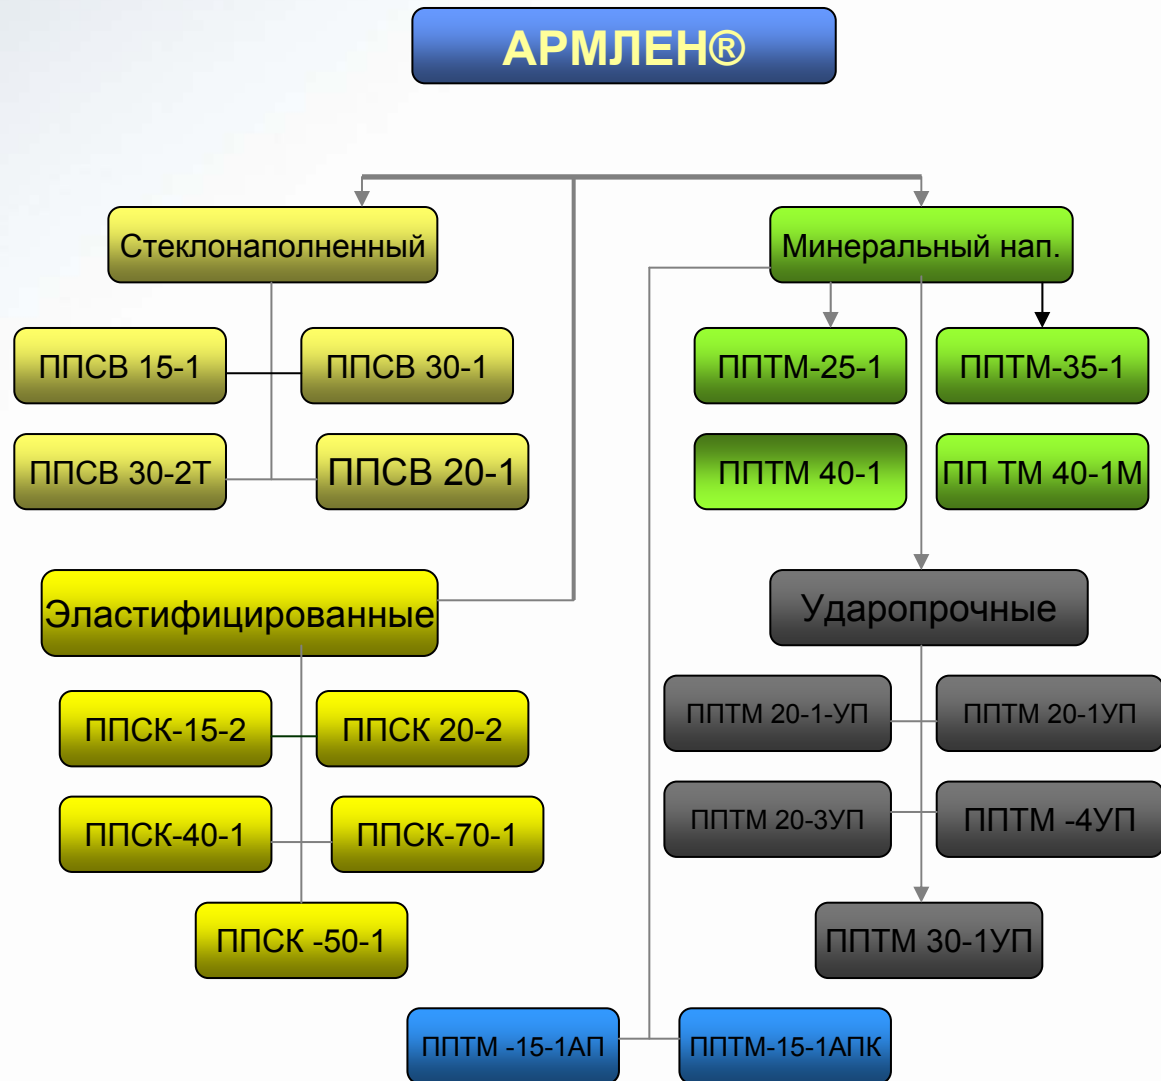 АРМЛЕН®
Стеклонаполненный
Минеральный нап.
ППСВ 15-1
ППСВ 30-1
ППТМ-25-1
ППТМ-35-1
ППСВ 30-2Т
ППСВ 20-1
ППТМ 40-1
ПП ТМ 40-1М
Эластифицированные
Ударопрочные
ППСК-15-2
ППСК 20-2
ППТМ 20-1-УП
ППТМ 20-1УП
ППСК-40-1
ППСК-70-1
ППТМ 20-3УП
ППТМ -4УП
ППСК -50-1
ППТМ 30-1УП
ППТМ -15-1АП
ППТМ-15-1АПК